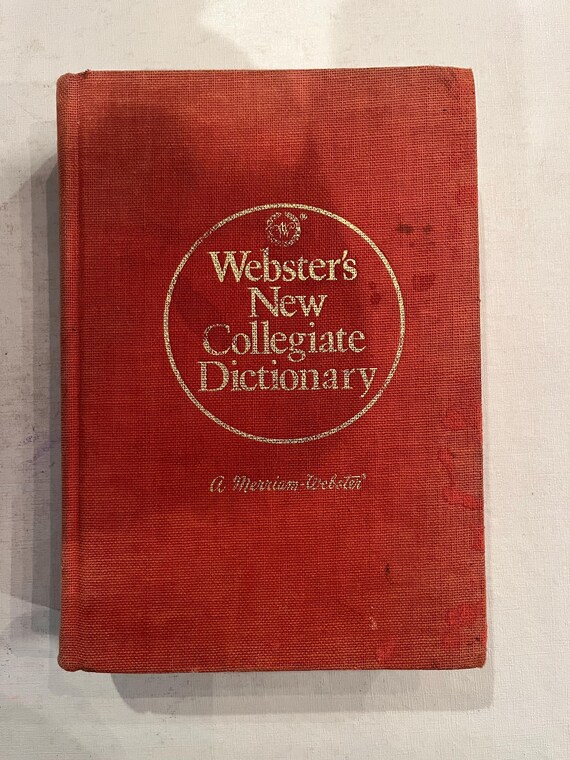 W
Webster's
New
Collegiate
Dictionary
A Merriam-Webster®